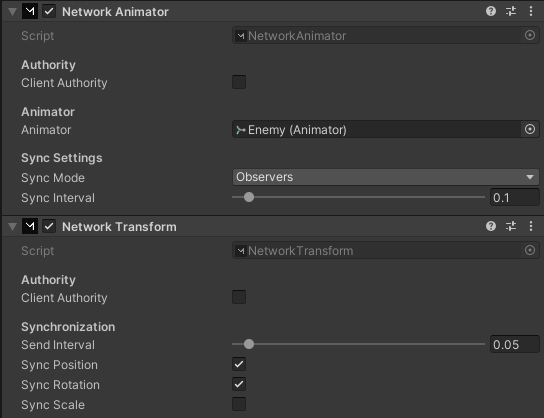 Network Animator
Script NetworkAnimator
Authority
Client Authority
Animator
Animator Enemy (Animator)
Sync Settings
Sync Mode Observers
Sync Interval 0.1
Network Transform
Script NetworkTransform
Authority
Client Authority
Synchronization
Send Interval 0.05
Sync Position
Sync Rotation
Sync Scale